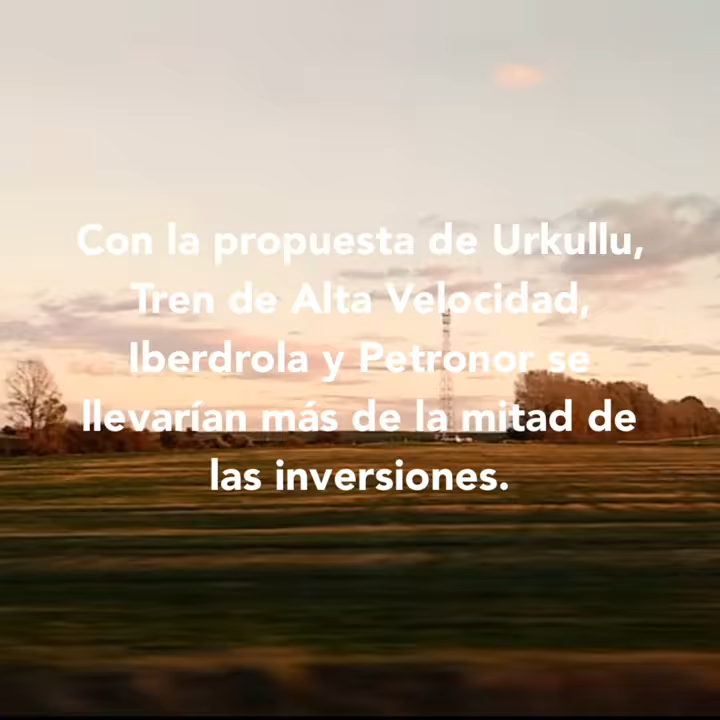 Con la propuesta de Urkullu,
Tren de Alta Velocidad,
Iberdrola y Petronor se
llevarían más de la mitad de
las inversiones.